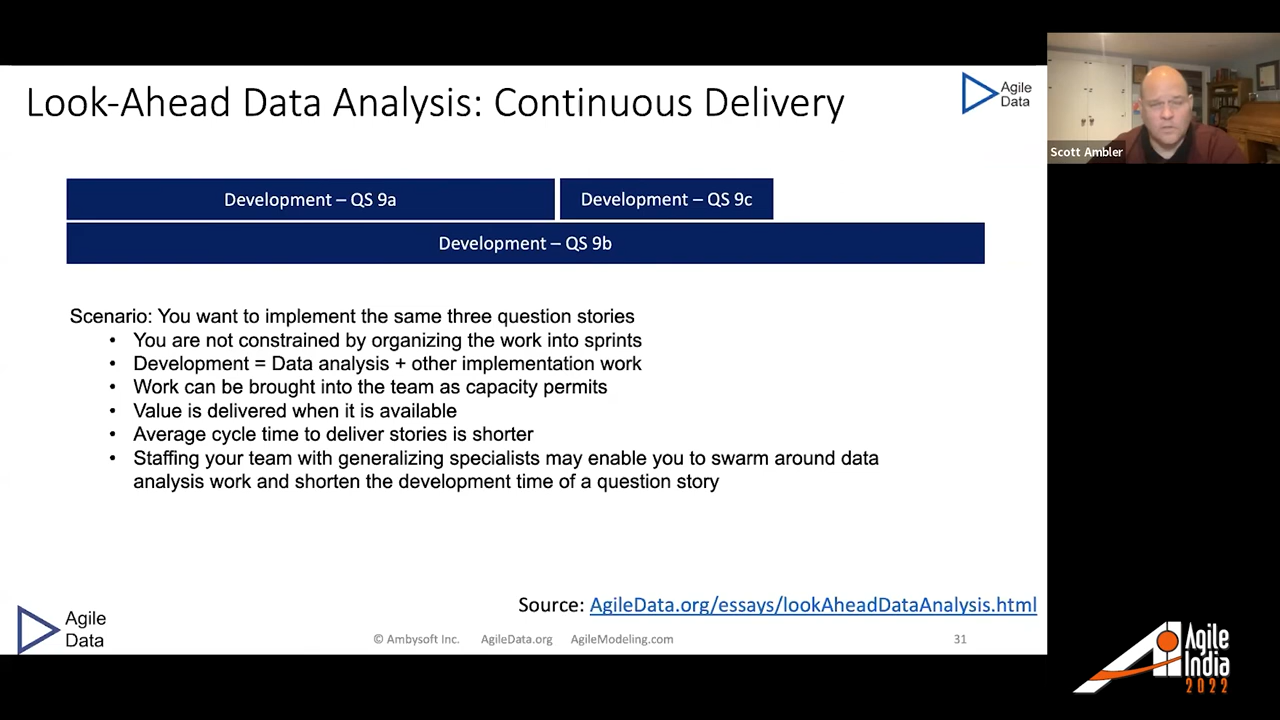 Look-Ahead Data Analysis: Continuous Delivery
Agile
Data
Scott Ambler
Development – QS 9a
Development – QS 9c
Development – QS 9b
Scenario: You want to implement the same three question stories
• You are not constrained by organizing the work into sprints
• Development = Data analysis + other implementation work
• Work can be brought into the team as capacity permits
• Value is delivered when it is available
• Average cycle time to deliver stories is shorter
• Staffing your team with generalizing specialists may enable you to swarm around data
analysis work and shorten the development time of a question story
Source: AgileData.org/essays/lookAheadDataAnalysis.html
Agile
Data
© Ambysoft Inc. AgileData.org AgileModeling.com
31
Agile
India
2022